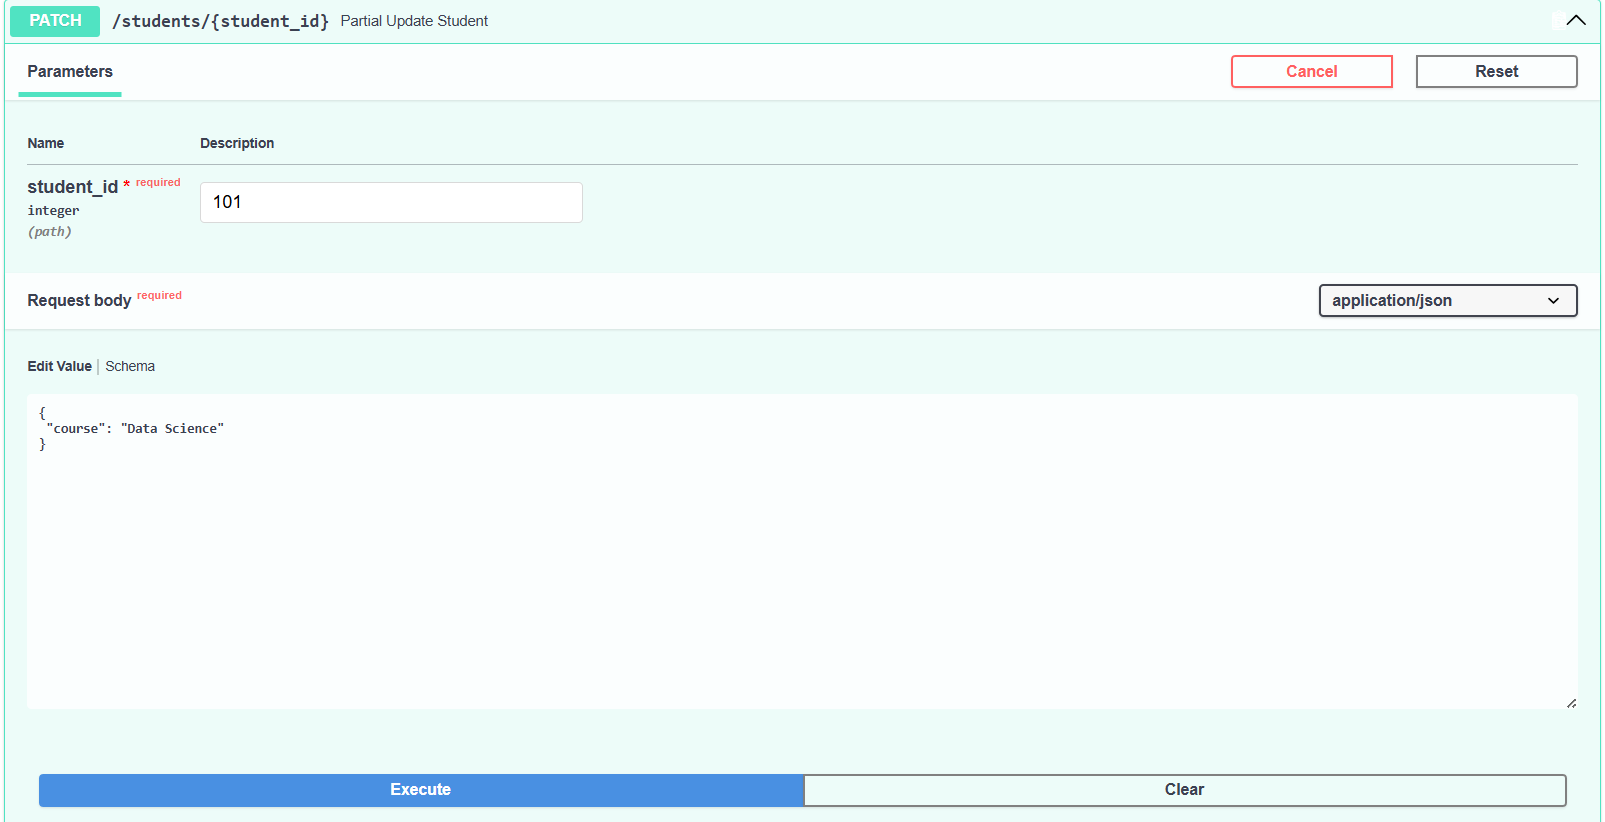 PATCH /students/{student_id} Partial Update Student
Parameters
Cancel
Reset
Name Description
student_id * required
integer
(path)
101
Request body required
application/json
Edit Value | Schema
{
"course": "Data Science"
}
Execute
Clear